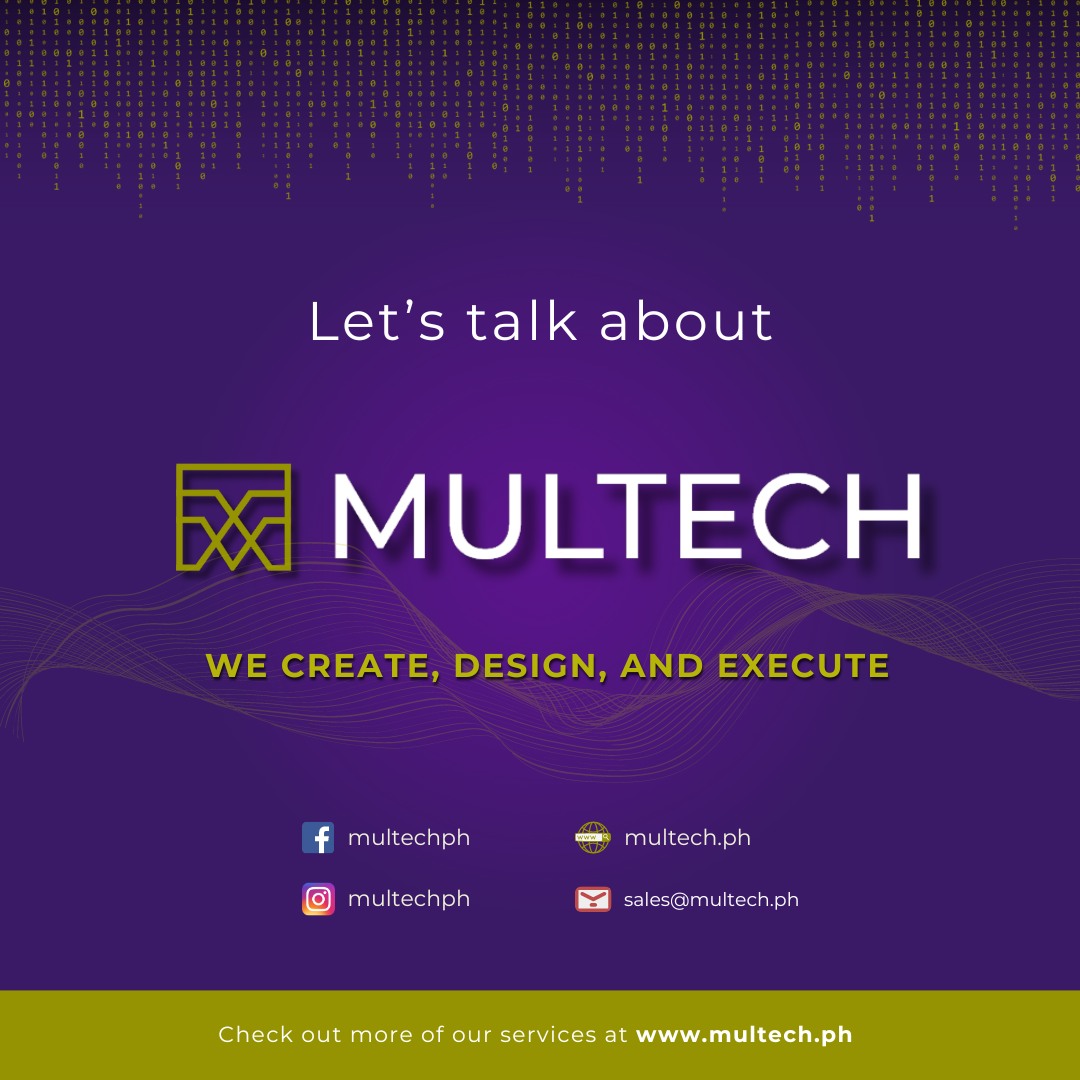 Let’s talk about
MULTECH
WE CREATE, DESIGN, AND EXECUTE
multechph
multech.ph
www
multechph
sales@multech.ph
Check out more of our services at www.multech.ph